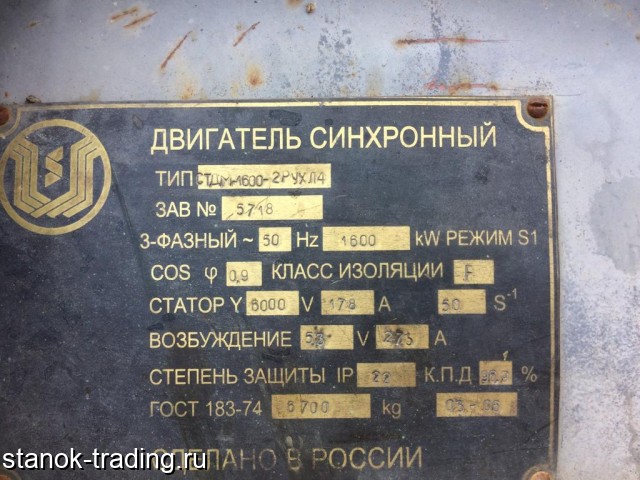 ДВИГАТЕЛЬ СИНХРОННЫЙ
ТИП СТДМ-1600-2РУХЛ4
ЗАВ № 5718
3-ФАЗНЫЙ ~ 50 Hz 1600 kW РЕЖИМ S1
COS φ 0,9 КЛАСС ИЗОЛЯЦИИ F
СТАТОР Y 6000 V 178 A 50 S⁻¹
ВОЗБУЖДЕНИЕ V A
СТЕПЕНЬ ЗАЩИТЫ IP 22 К.П.Д %
ГОСТ 183-74 6700 kg
СДЕЛАНО В РОССИИ
stanok-trading.ru